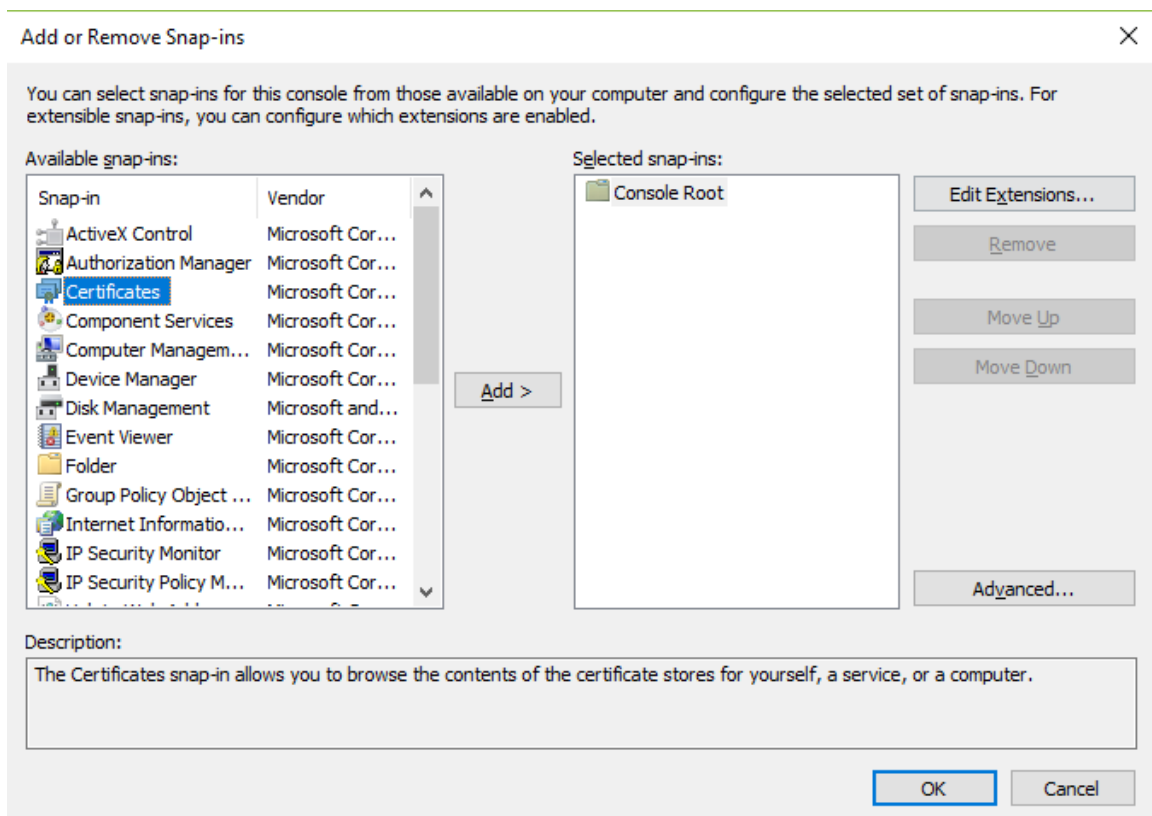 Add or Remove Snap-ins
You can select snap-ins for this console from those available on your computer and configure the selected set of snap-ins. For
extensible snap-ins, you can configure which extensions are enabled.
Available snap-ins:
Selected snap-ins:
Snap-in Vendor
ActiveX Control Microsoft Cor...
Authorization Manager Microsoft Cor...
Certificates Microsoft Cor...
Component Services Microsoft Cor...
Computer Managem... Microsoft Cor...
Device Manager Microsoft Cor...
Disk Management Microsoft and...
Event Viewer Microsoft Cor...
Folder Microsoft Cor...
Group Policy Object ... Microsoft Cor...
Internet Informatio... Microsoft Cor...
IP Security Monitor Microsoft Cor...
IP Security Policy M... Microsoft Cor...
Add >
Console Root
Edit Extensions...
Remove
Move Up
Move Down
Advanced...
Description:
The Certificates snap-in allows you to browse the contents of the certificate stores for yourself, a service, or a computer.
OK
Cancel